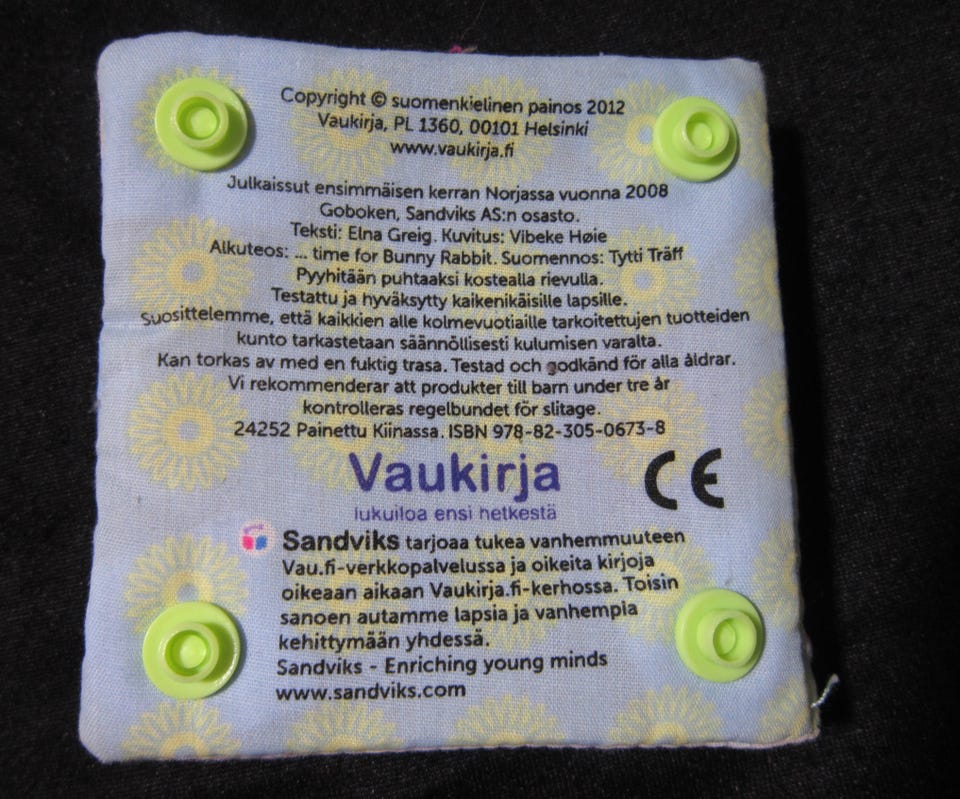 Copyright © suomenkielinen painos 2012
Vaukirja, PL 1360, 00101 Helsinki
www.vaukirja.fi
Julkaissut ensimmäisen kerran Norjassa vuonna 2008
Goboken, Sandviks AS:n osasto.
Teksti: Elna Greig. Kuvitus: Vibeke Høie
Alkuteos: ... time for Bunny Rabbit. Suomennos: Tytti Träff
Pyyhitään puhtaaksi kostealla rievulla.
Testattu ja hyväksytty kaikenikäisille lapsille.
Suosittelemme, että kaikkien alle kolmevuotiaille tarkoitettujen tuotteiden
kunto tarkastetaan säännöllisesti kulumisen varalta.
Kan torkas av med en fuktig trasa. Testad och godkänd för alla åldrar.
Vi rekommenderar att produkter till barn under tre år
kontrolleras regelbundet för slitage.
24252 Painettu Kiinassa. ISBN 978-82-305-0673-8
Vaukirja CE
lukuiloa ensi hetkestä
Sandviks tarjoaa tukea vanhemmuuteen
Vau.fi-verkkopalvelussa ja oikeita kirjoja
oikeaan aikaan Vaukirja.fi-kerhossa. Toisin
sanoen autamme lapsia ja vanhempia
kehittymään yhdessä.
Sandviks - Enriching young minds
www.sandviks.com